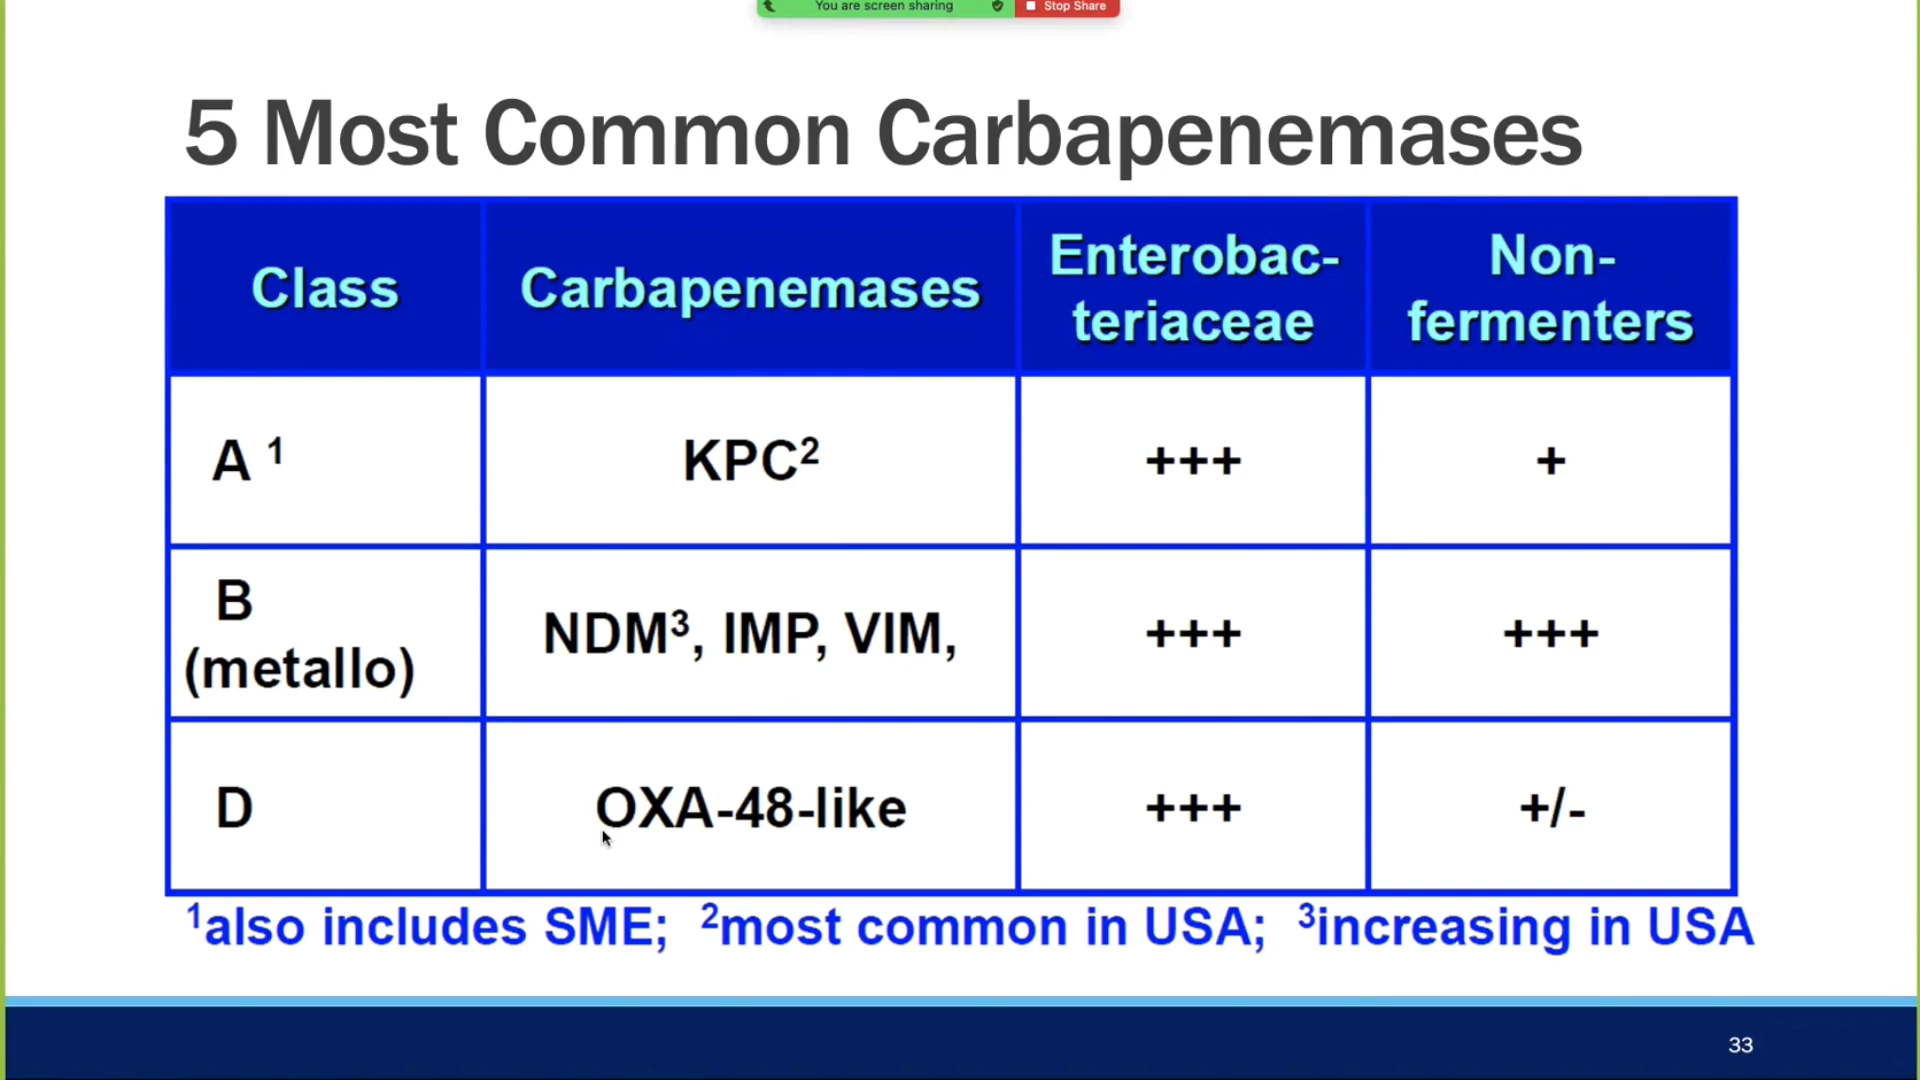 You are screen sharing Stop Share
5 Most Common Carbapenemases
Class Carbapenemases Enterobac-
teriaceae Non-
fermenters
A ¹ KPC² +++ +
B
(metallo) NDM³, IMP, VIM, +++ +++
D OXA-48-like +++ +/-
¹also includes SME; ²most common in USA; ³increasing in USA
33